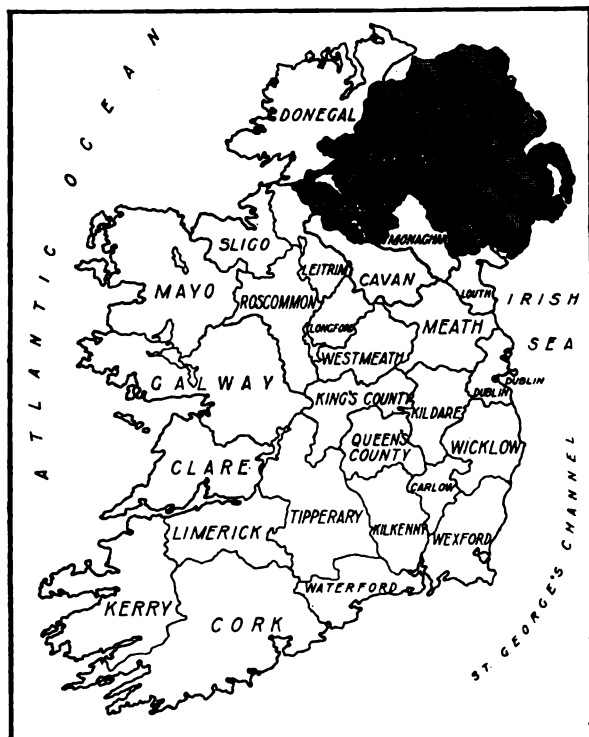 ATLANTIC OCEAN
DONEGAL
MONAGHAN
SLIGO
LEITRIM
CAVAN
LOUTH
IRISH
SEA
MAYO
ROSCOMMON
LONGFORD
MEATH
WESTMEATH
GALWAY
KING'S COUNTY
KILDARE
DUBLIN
DUBLIN
QUEEN'S
COUNTY
WICKLOW
CLARE
CARLOW
TIPPERARY
LIMERICK
KILKENNY
WEXFORD
WATERFORD
KERRY
CORK
ST. GEORGE'S CHANNEL